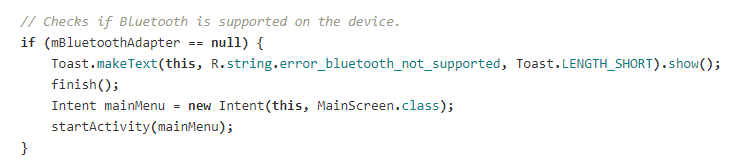 // Checks if Bluetooth is supported on the device.
if (mBluetoothAdapter == null) {
    Toast.makeText(this, R.string.error_bluetooth_not_supported, Toast.LENGTH_SHORT).show();
    finish();
    Intent mainMenu = new Intent(this, MainScreen.class);
    startActivity(mainMenu);
}